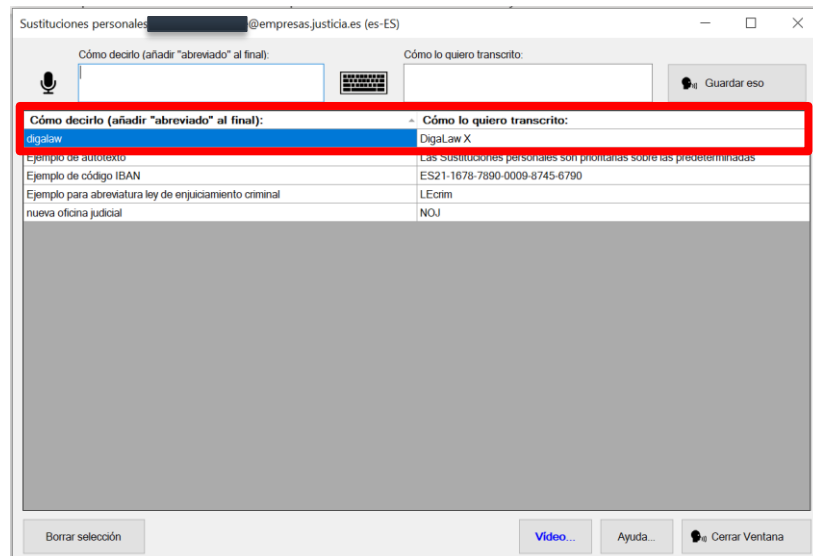 Sustituciones personales @empresas.justicia.es (es-ES)
Cómo decirlo (añadir "abreviado" al final): Cómo lo quiero transcrito:
Guardar eso
Cómo decirlo (añadir "abreviado" al final): Cómo lo quiero transcrito:
digalaw DigaLaw X
Ejemplo de autotexto Las Sustituciones personales son prioritarias sobre las predeterminadas
Ejemplo de código IBAN ES21-1678-7890-0009-8745-6790
Ejemplo para abreviatura ley de enjuiciamiento criminal LEcrim
nueva oficina judicial NOJ
Borrar selección Vídeo... Ayuda... Cerrar Ventana